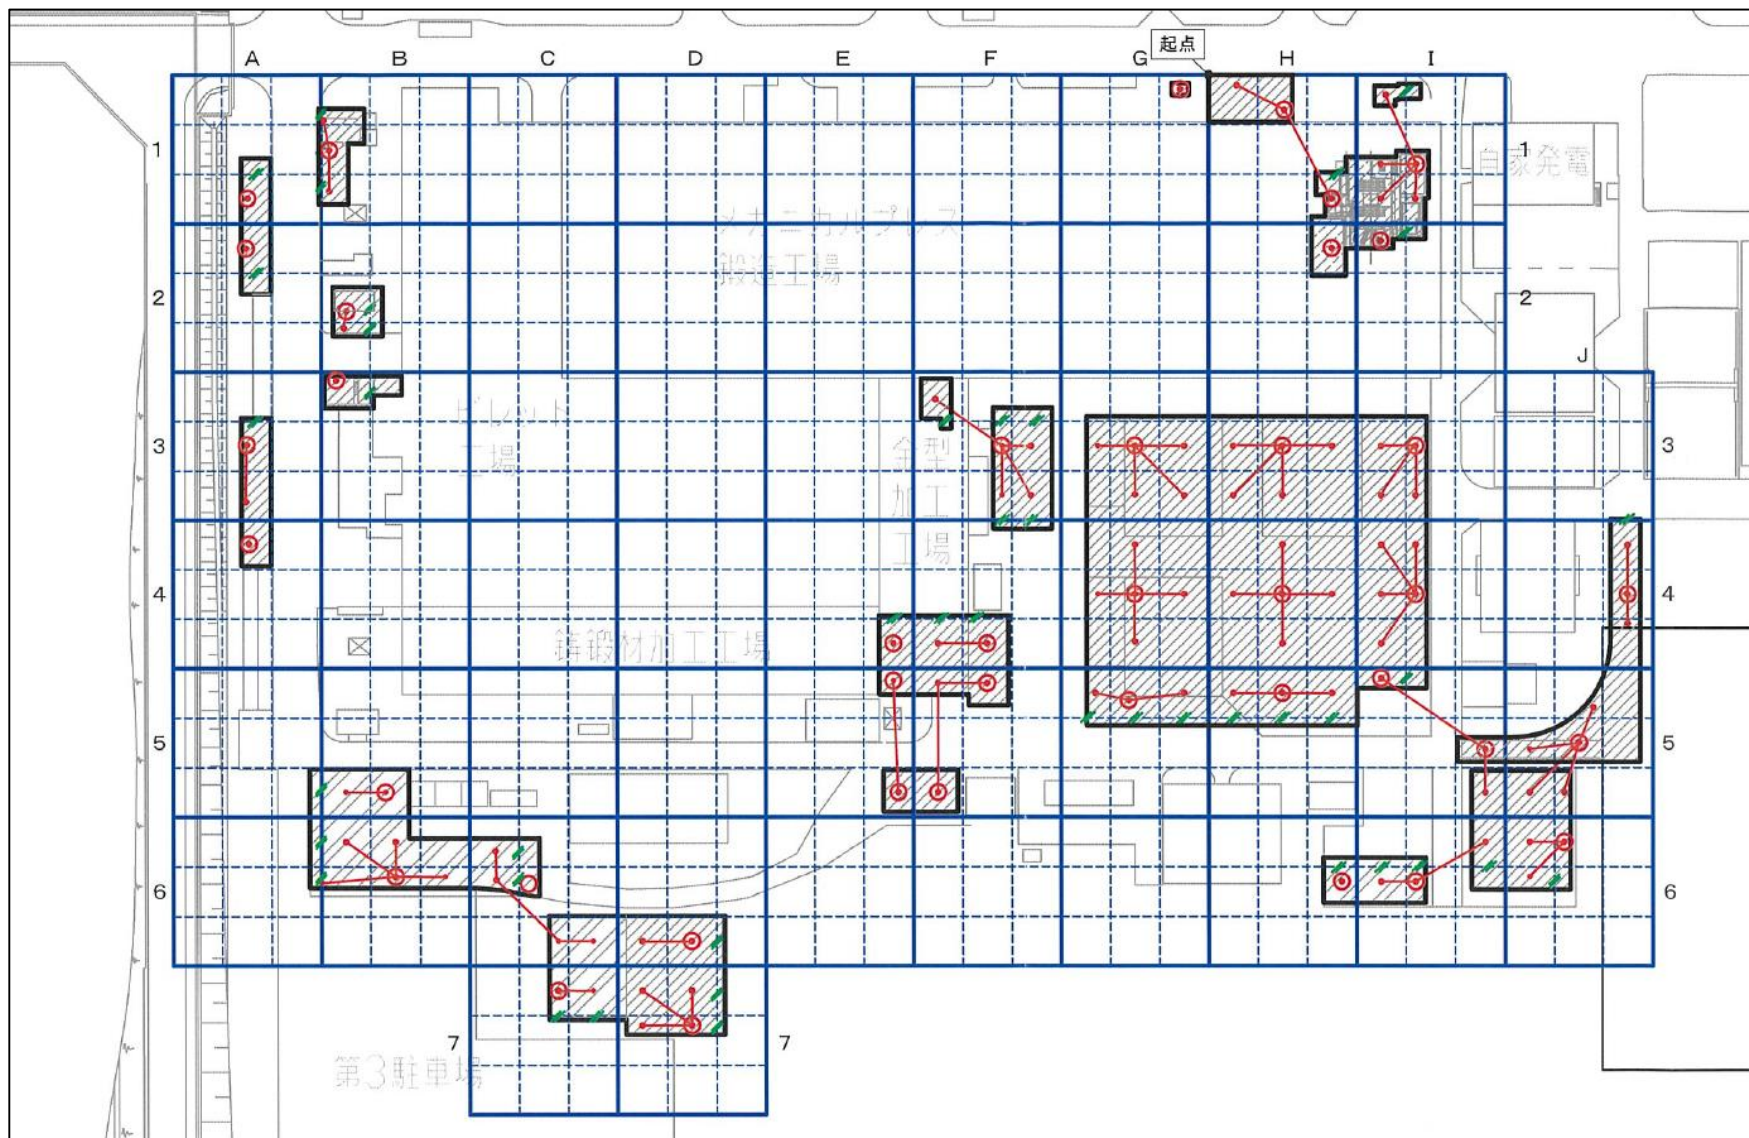 起点
A B C D E F G H I
1 1
自家発電
メカニカルプレス
鍛造工場
2 2
J
ビレット
工場
金型
加工
工場
3 3
4 4
鋳鍛材加工工場
5 5
6 6
7 7
第3駐車場